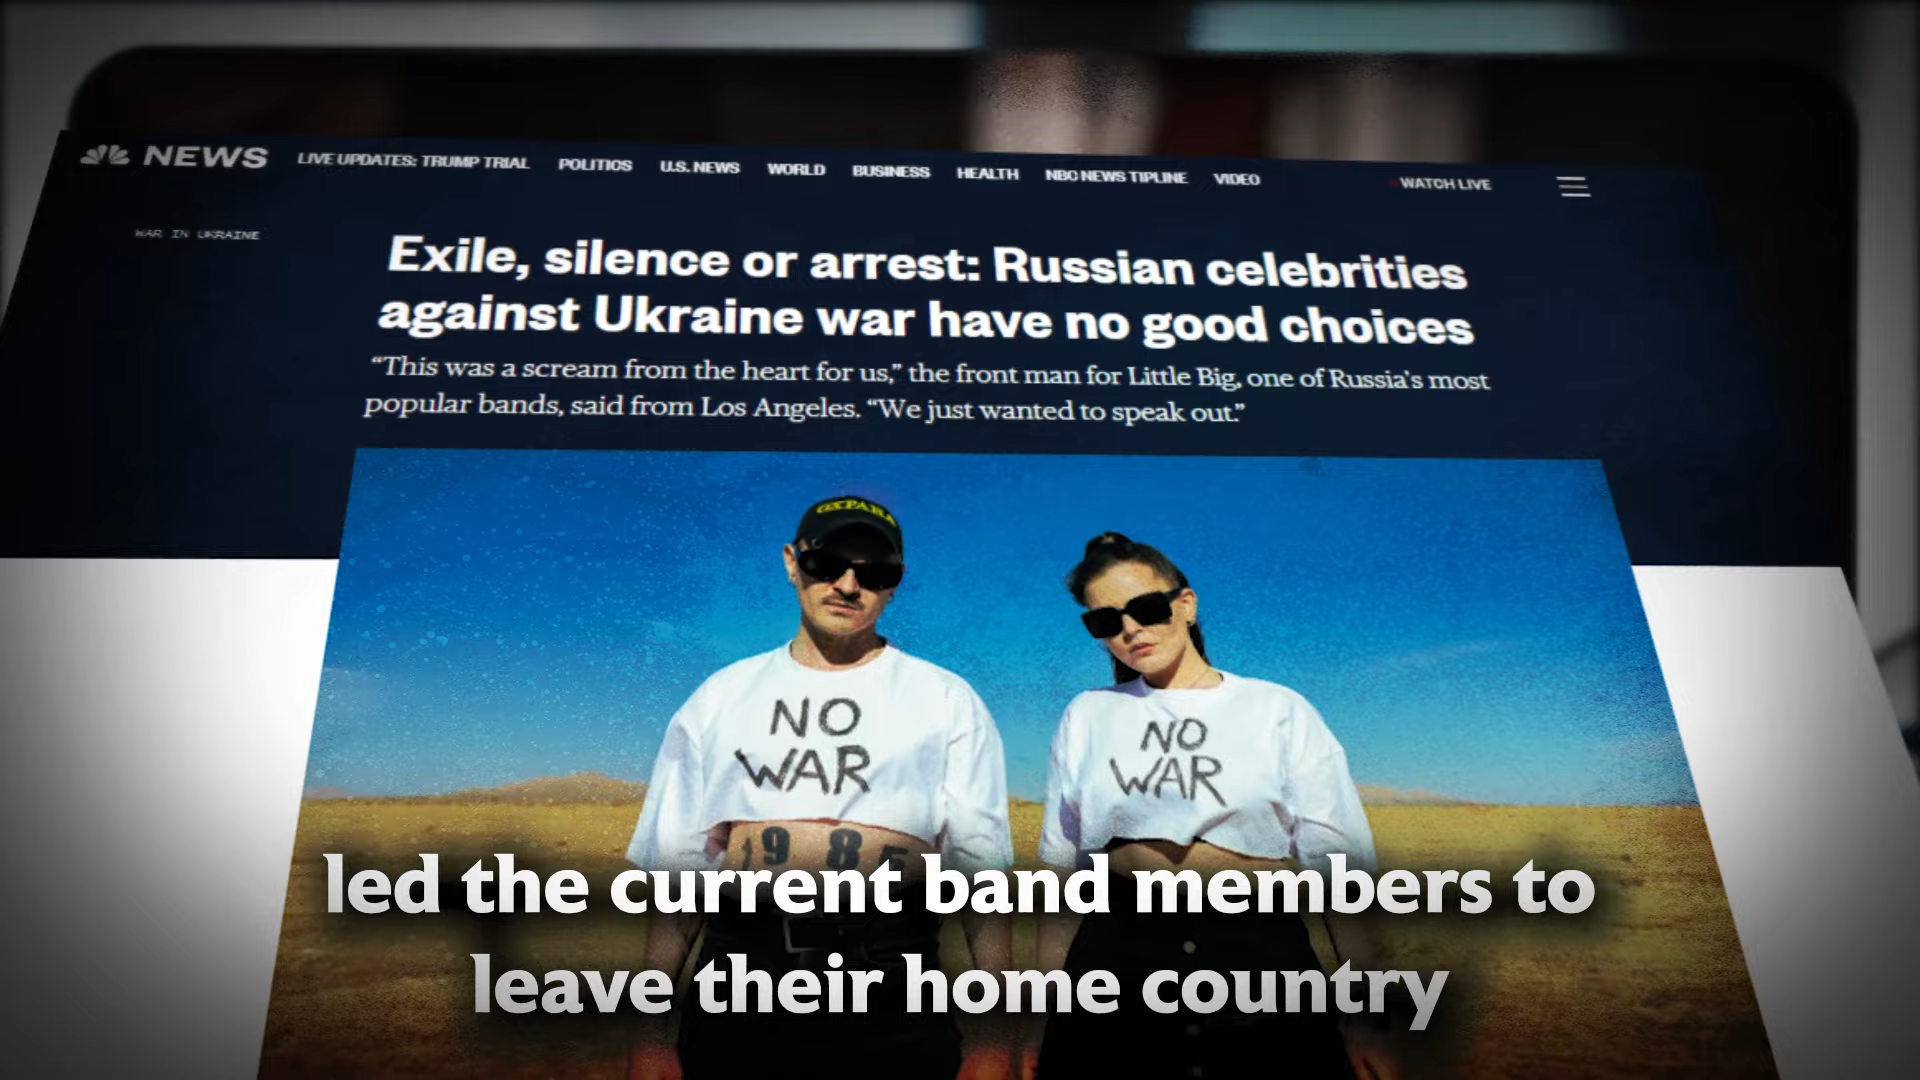 NEWS LIVE UPDATES: TRUMP TRIAL POLITICS U.S. NEWS WORLD BUSINESS HEALTH NBC NEWS TIPLINE VIDEO WATCH LIVE
WAR IN UKRAINE
Exile, silence or arrest: Russian celebrities
against Ukraine war have no good choices
“This was a scream from the heart for us,” the front man for Little Big, one of Russia’s most
popular bands, said from Los Angeles. “We just wanted to speak out.”
NO
WAR
NO
WAR
1985
led the current band members to
leave their home country